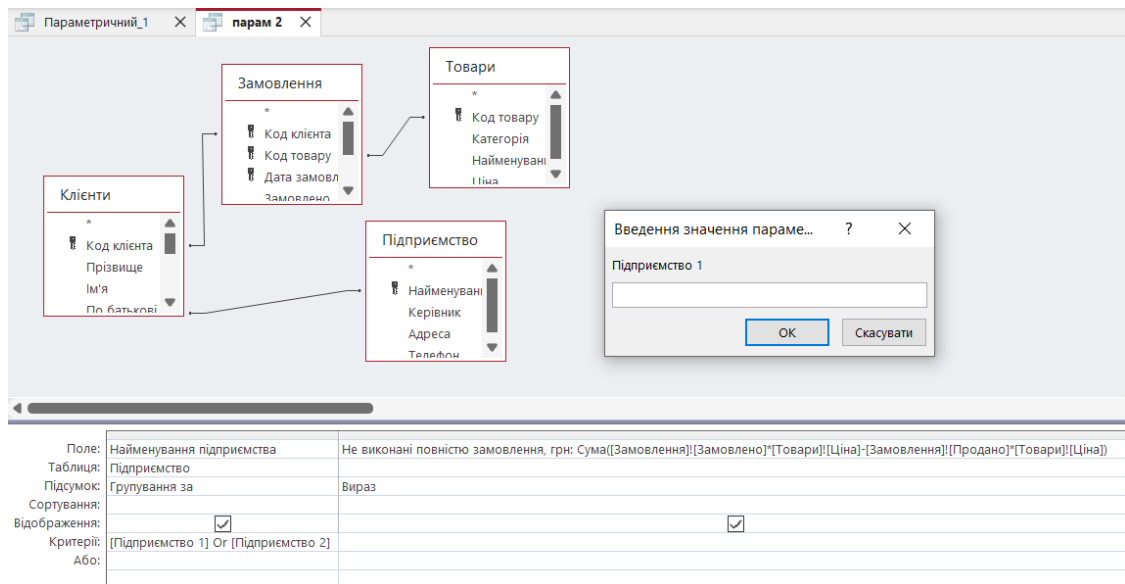 Параметричний_1
парам 2
Товари
*
Код товару
Категорія
Найменуван
Ціна
Замовлення
*
Код клієнта
Код товару
Дата замовл
Замовлено
Клієнти
*
Код клієнта
Прізвище
Ім'я
По батькові
Підприємство
*
Найменуван
Керівник
Адреса
Телефон
Введення значення параме... ?
Підприємство 1
ОК Скасувати
Поле: Найменування підприємства Не виконані повністю замовлення, грн: Сума([Замовлення]![Замовлено]*[Товари]![Ціна]-[Замовлення]![Продано]*[Товари]![Ціна])
Таблиця: Підприємство
Підсумок: Групування за Вираз
Сортування:
Відображення:
Критерії: [Підприємство 1] Or [Підприємство 2]
Або: